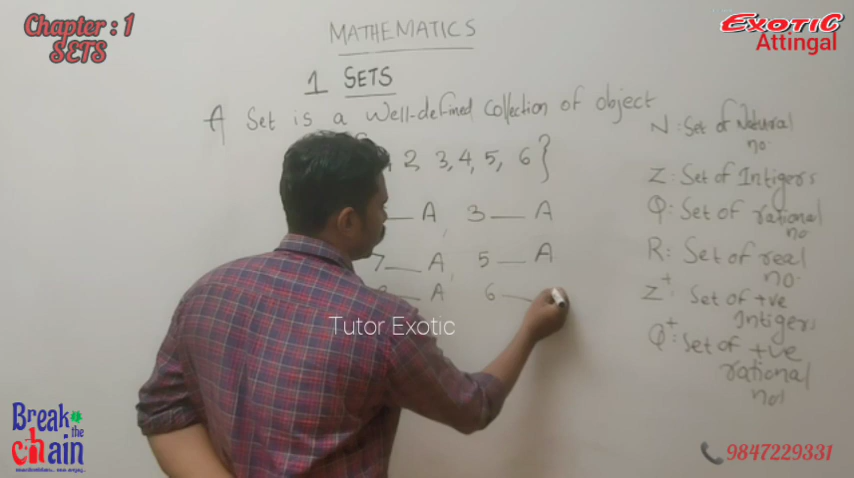 Chapter : 1
SETS
EXOTIC
Attingal
MATHEMATICS
1 SETS
A Set is a well-defined collection of object
2, 3, 4, 5, 6}
— A, 3 — A
7 — A, 5 — A
— A 6 —
N : Set of Natural
no.
Z : Set of Intigers
Q : Set of rational
no.
R : Set of real
no.
Z⁺ : Set of +ve
Intigers
Q⁺ : Set of +ve
rational
no.
Tutor Exotic
Break
the
chain
9847229331